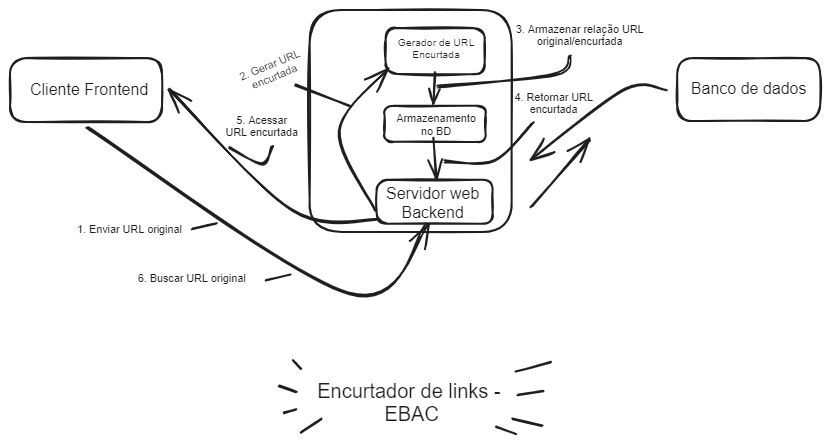 Cliente Frontend
2. Gerar URL
encurtada
Gerador de URL
Encurtada
3. Armazenar relação URL
original/encurtada
Banco de dados
4. Retornar URL
encurtada
Armazenamento
no BD
5. Acessar
URL encurtada
Servidor web
Backend
1. Enviar URL original
6. Buscar URL original
Encurtador de links -
EBAC